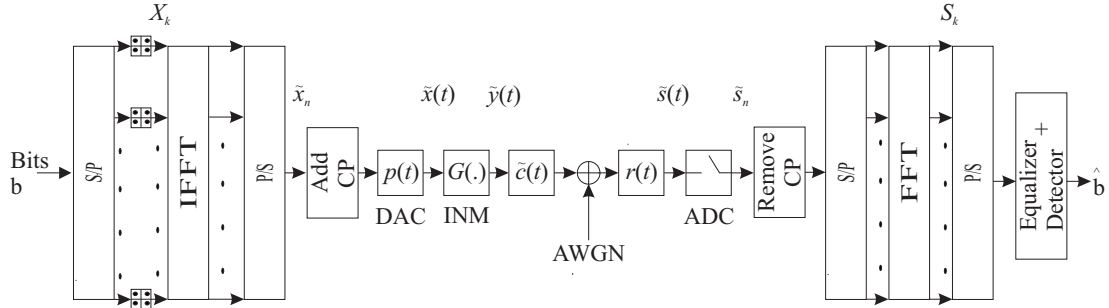 X_k
S_k
x̃_n
x̃(t)
ỹ(t)
s̃(t)
s̃_n
Bits
b
S/P
IFFT
P/S
Add
CP
p(t)
G(.)
c̃(t)
r(t)
Remove
CP
S/P
FFT
P/S
Equalizer
+
Detector
b̂
DAC
INM
ADC
AWGN